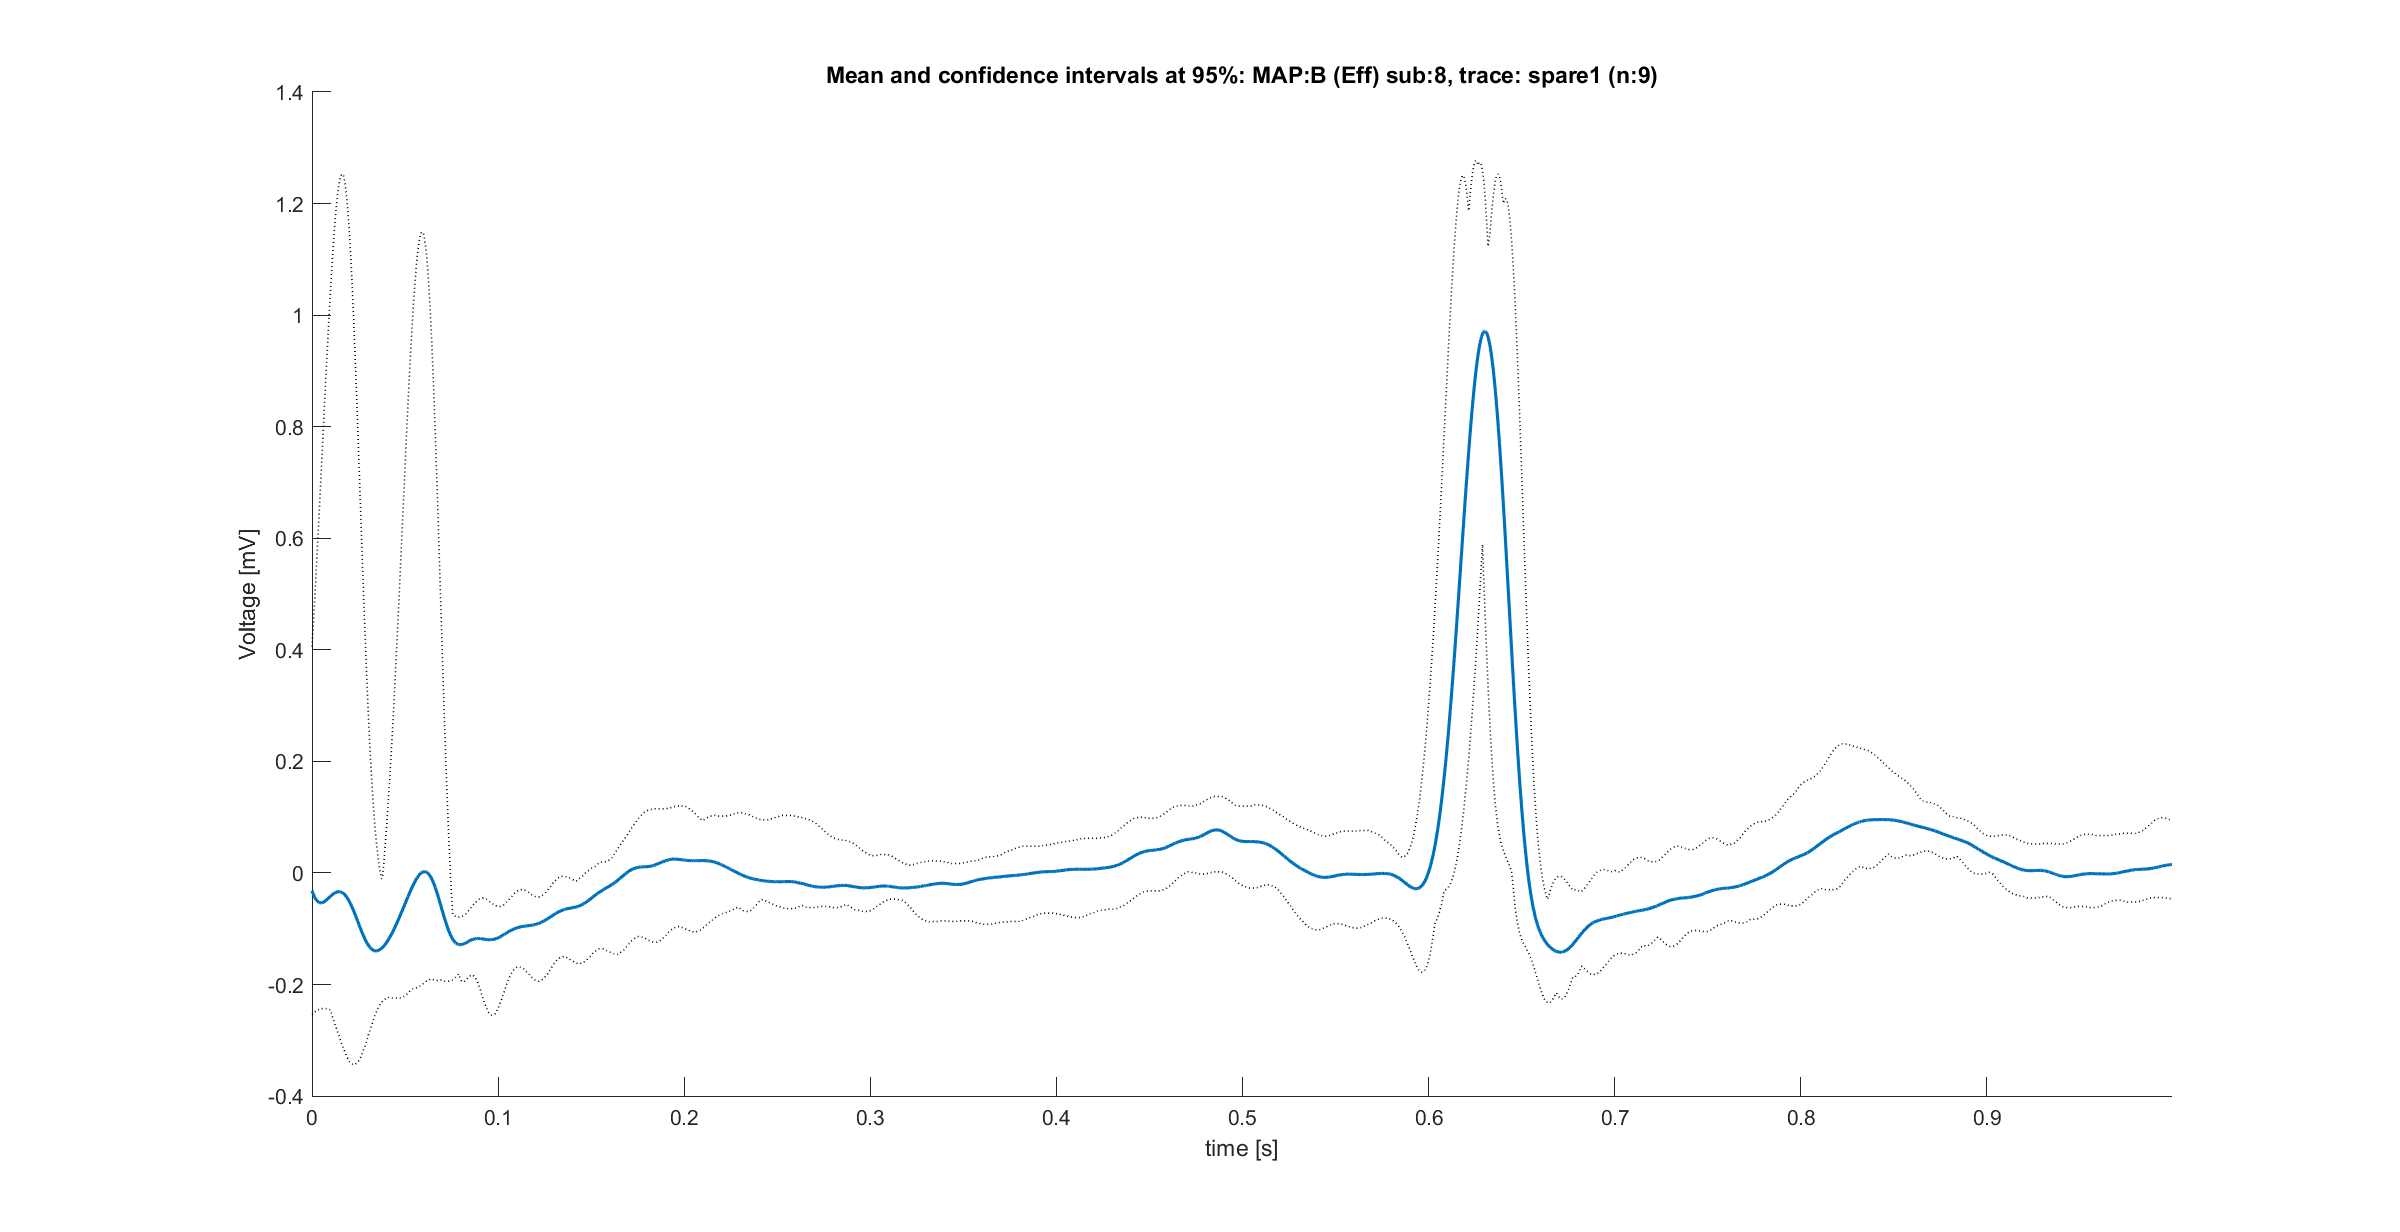 Mean and confidence intervals at 95%: MAP:B (Eff) sub:8, trace: spare1 (n:9)
1.4
1.2
1
0.8
0.6
0.4
0.2
0
-0.2
-0.4
Voltage [mV]
0 0.1 0.2 0.3 0.4 0.5 0.6 0.7 0.8 0.9
time [s]